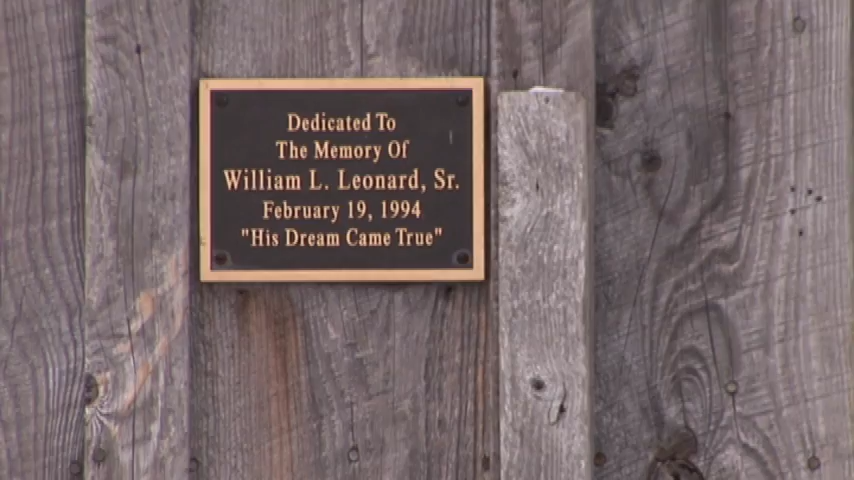 Dedicated To
The Memory Of
William L. Leonard, Sr.
February 19, 1994
"His Dream Came True"